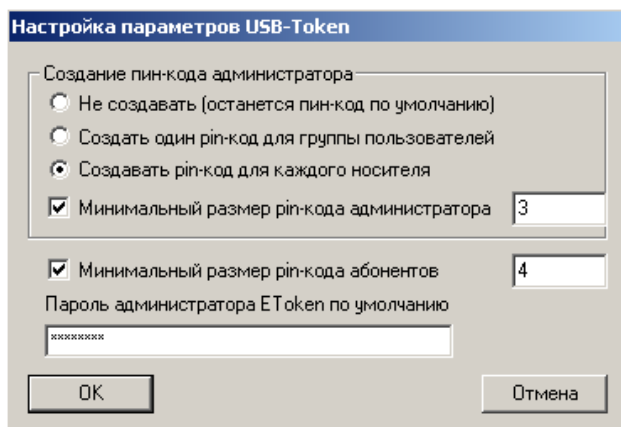 Настройка параметров USB-Token
Создание пин-кода администратора
Не создавать (останется пин-код по умолчанию)
Создать один pin-код для группы пользователей
Создавать pin-код для каждого носителя
Минимальный размер pin-кода администратора 3
Минимальный размер pin-кода абонентов 4
Пароль администратора EToken по умолчанию
********
OK Отмена